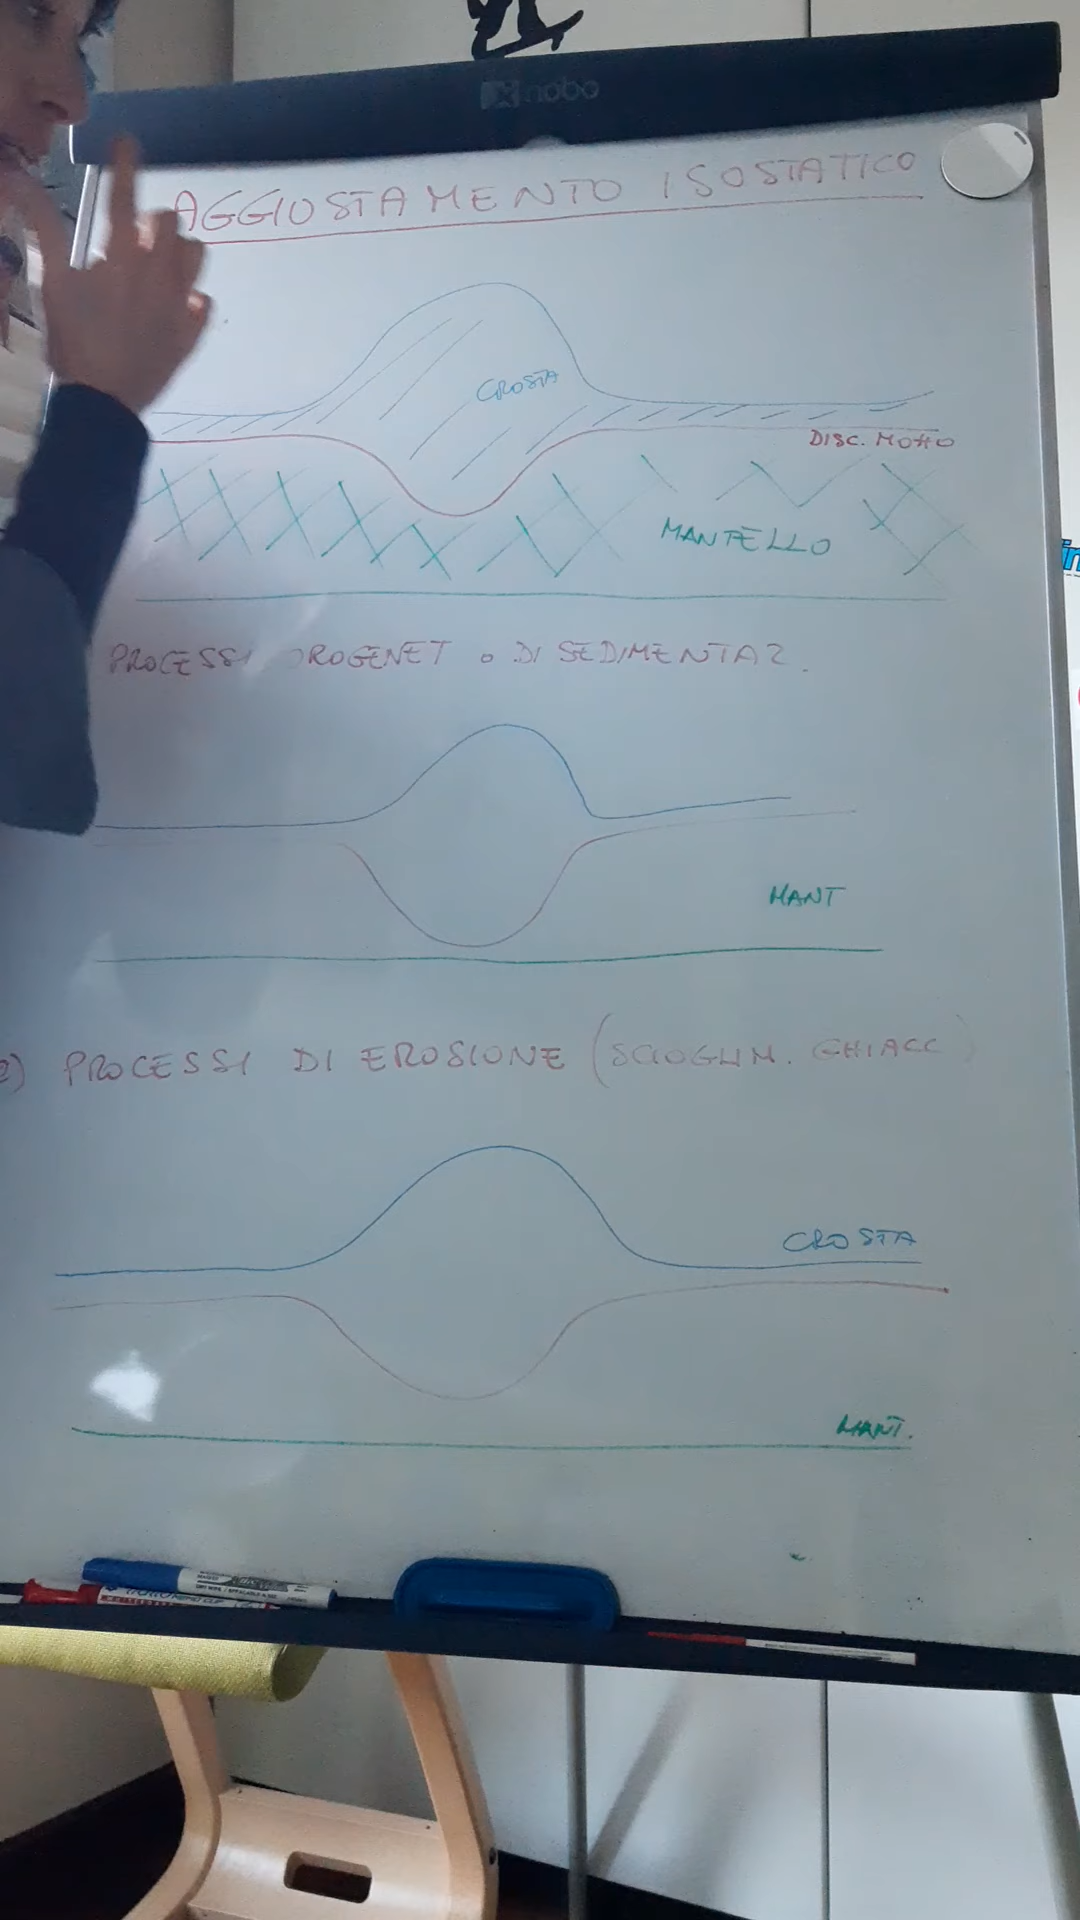 nobo
AGGIUSTAMENTO ISOSTATICO
CROSTA
DISC. MOHO
MANTELLO
PROCESSI OROGENET O DI SEDIMENTAZ.
MANT
2) PROCESSI DI EROSIONE (SCIOGLIM. GHIACC)
CROSTA
MANT.